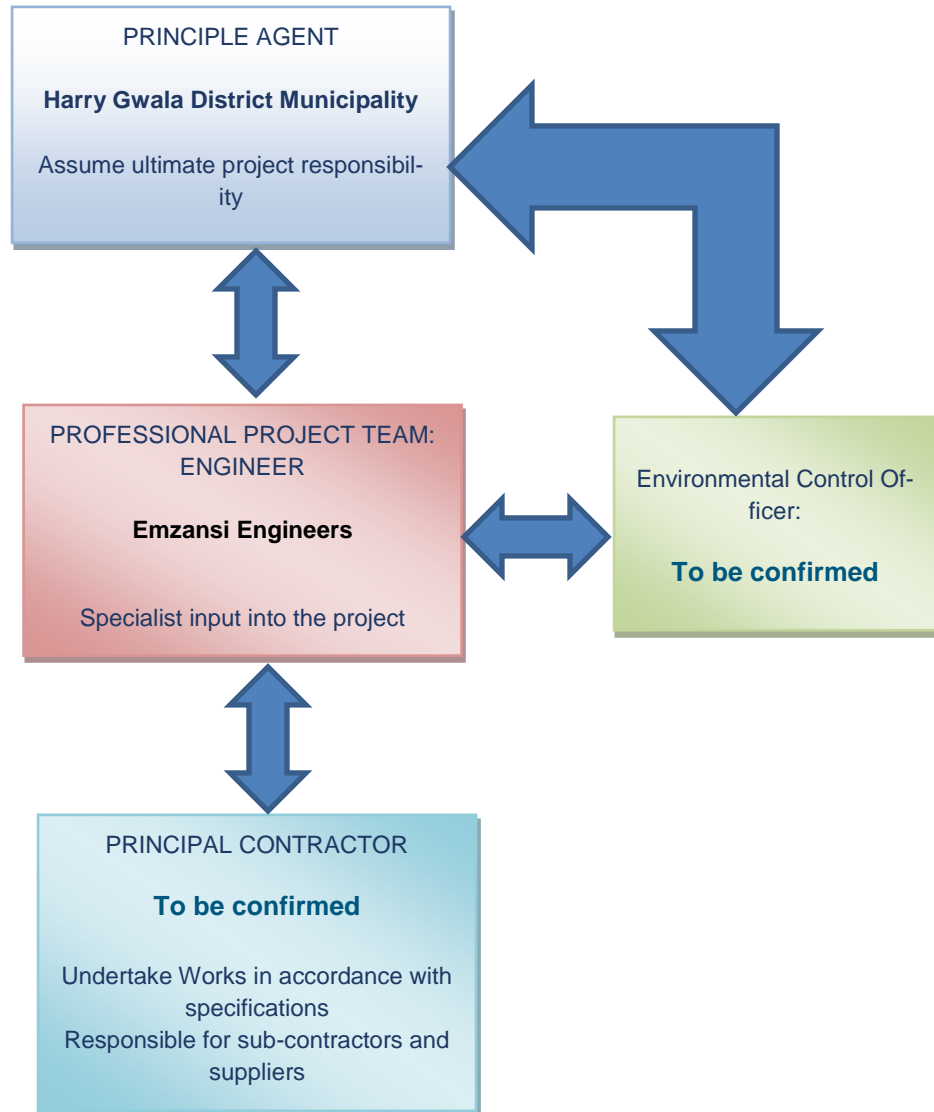 PRINCIPLE AGENT
Harry Gwala District Municipality
Assume ultimate project responsibil-
ity
PROFESSIONAL PROJECT TEAM:
ENGINEER
Emzansi Engineers
Specialist input into the project
Environmental Control Of-
ficer:
To be confirmed
PRINCIPAL CONTRACTOR
To be confirmed
Undertake Works in accordance with
specifications
Responsible for sub-contractors and
suppliers